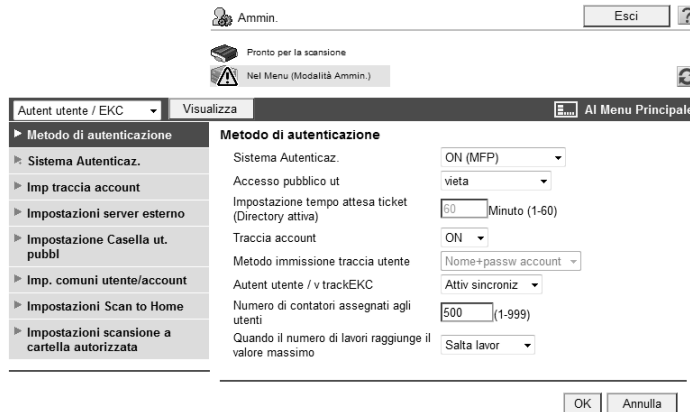 Ammin.
Esci
?
Pronto per la scansione
Nel Menu (Modalità Ammin.)
Autent utente / EKC
Visualizza
Al Menu Principale
Metodo di autenticazione
Sistema Autenticaz.
Imp traccia account
Impostazioni server esterno
Impostazione Casella ut.
pubbl
Imp. comuni utente/account
Impostazioni Scan to Home
Impostazioni scansione a
cartella autorizzata
Metodo di autenticazione
Sistema Autenticaz.
ON (MFP)
Accesso pubblico ut
vieta
Impostazione tempo attesa ticket
(Directory attiva)
60
Minuto (1-60)
Traccia account
ON
Metodo immissione traccia utente
Nome+passw account
Autent utente / v trackEKC
Attiv sincroniz
Numero di contatori assegnati agli
utenti
500
(1-999)
Quando il numero di lavori raggiunge il
valore massimo
Salta lavor
OK
Annulla